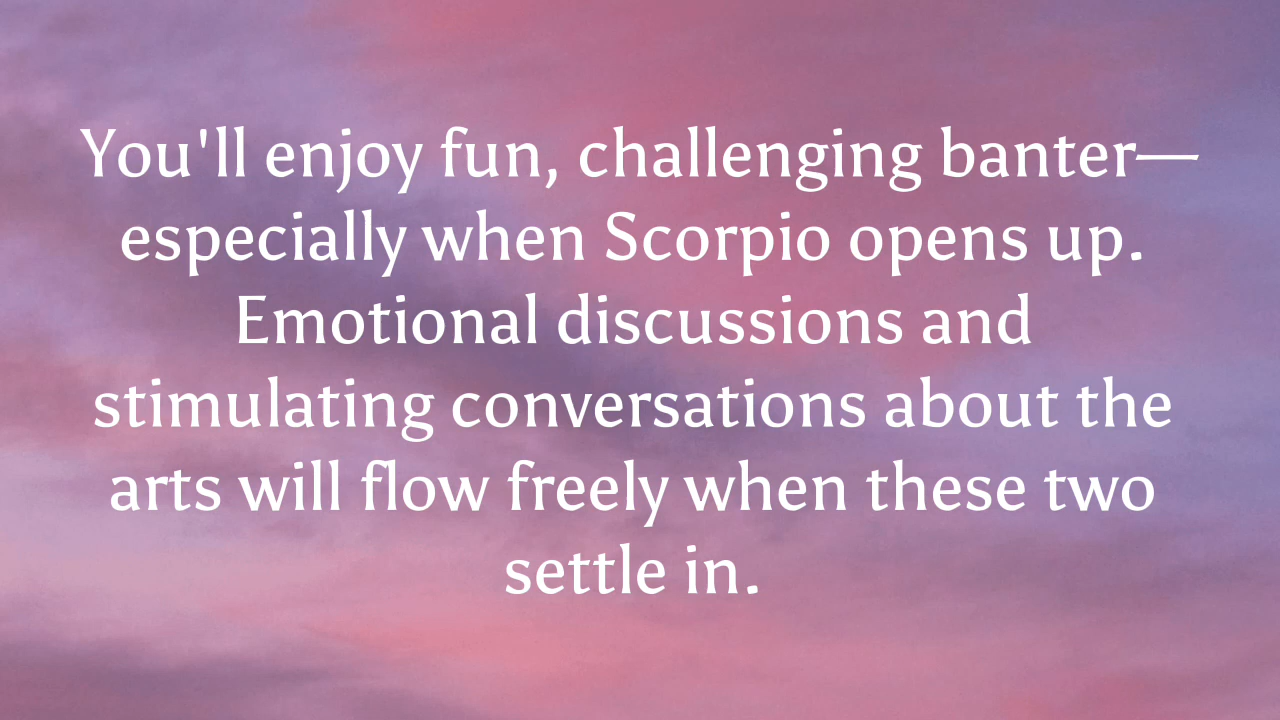 You'll enjoy fun, challenging banter—
especially when Scorpio opens up.
Emotional discussions and
stimulating conversations about the
arts will flow freely when these two
settle in.